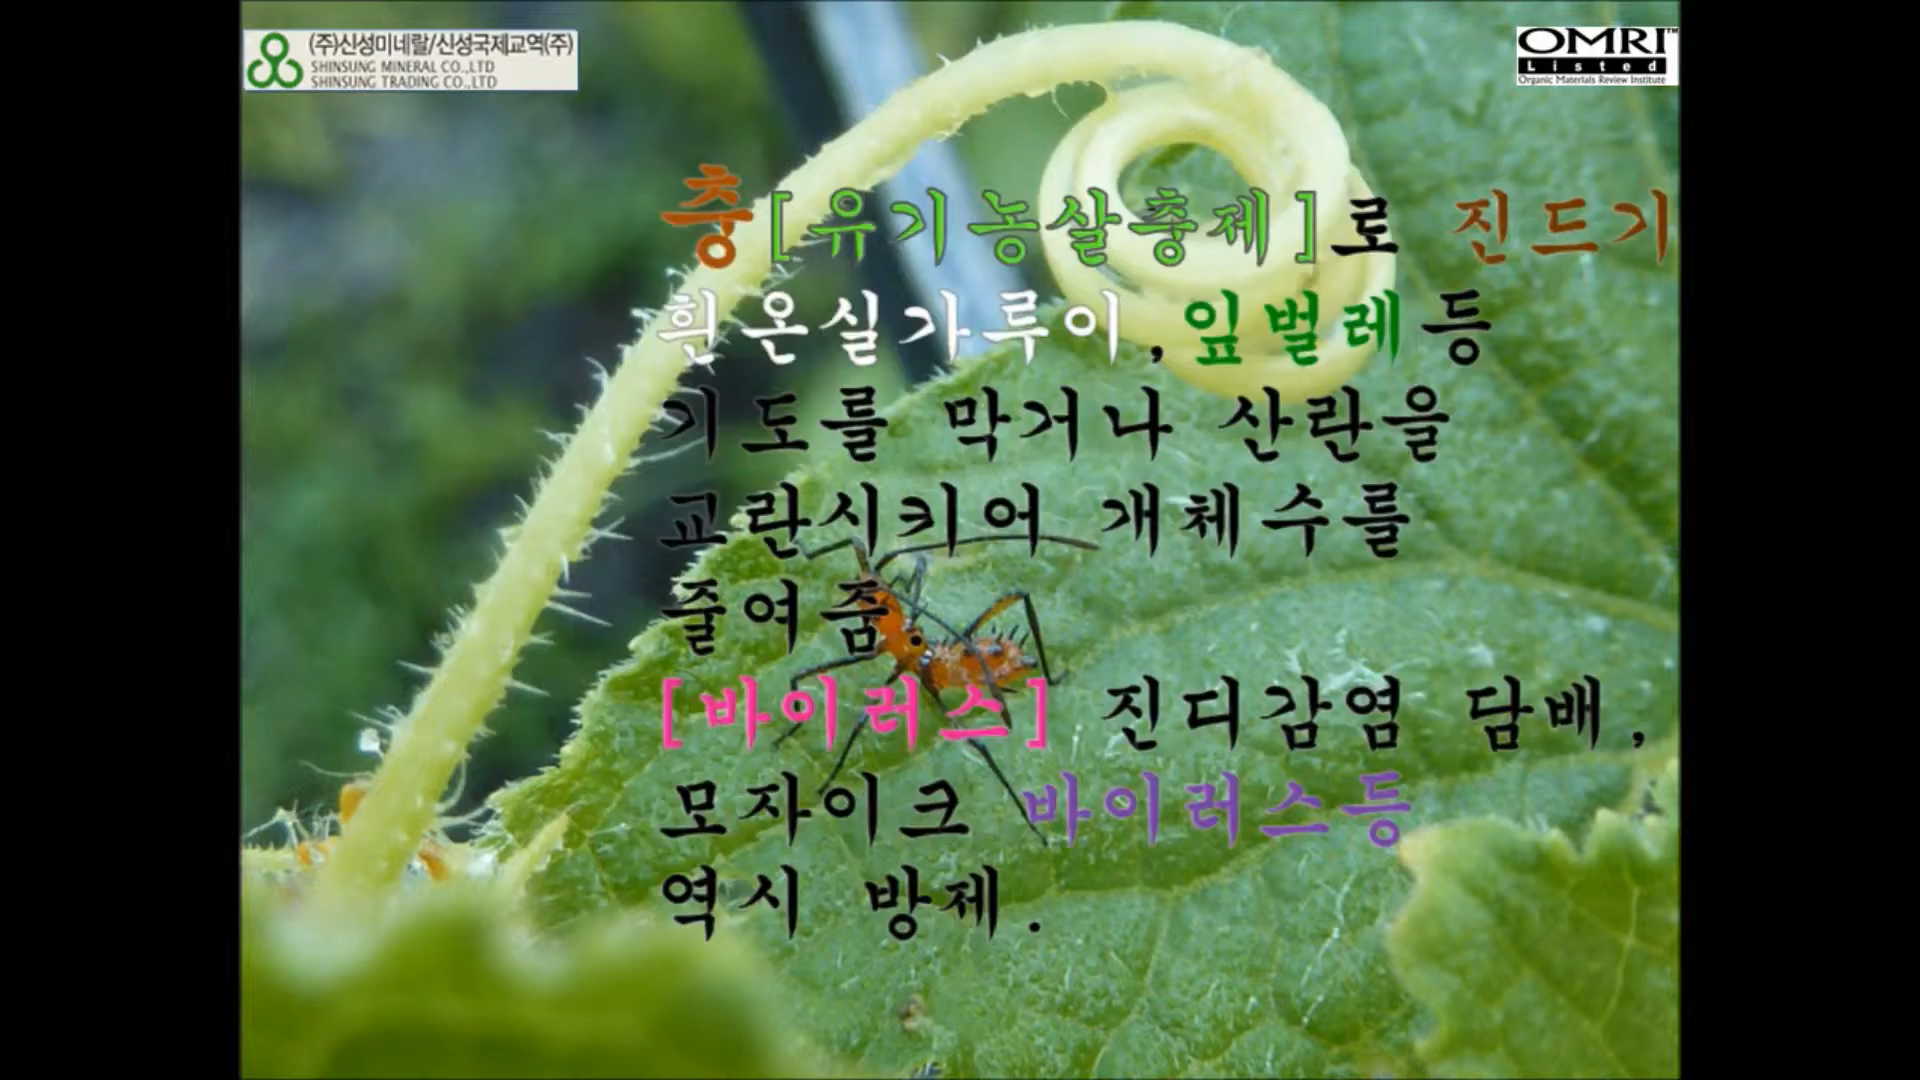 (주)신성미네랄/신성국제교역(주)
SHINSUNG MINERAL CO.,LTD
SHINSUNG TRADING CO.,LTD
OMRI™
Listed
Organic Materials Review Institute
충[유기농살충제]로 진드기
흰온실가루이,잎벌레등
기도를 막거나 산란을
교란시키어 개체수를
줄여줌.
[바이러스] 진디감염 담배,
모자이크 바이러스등
역시 방제.